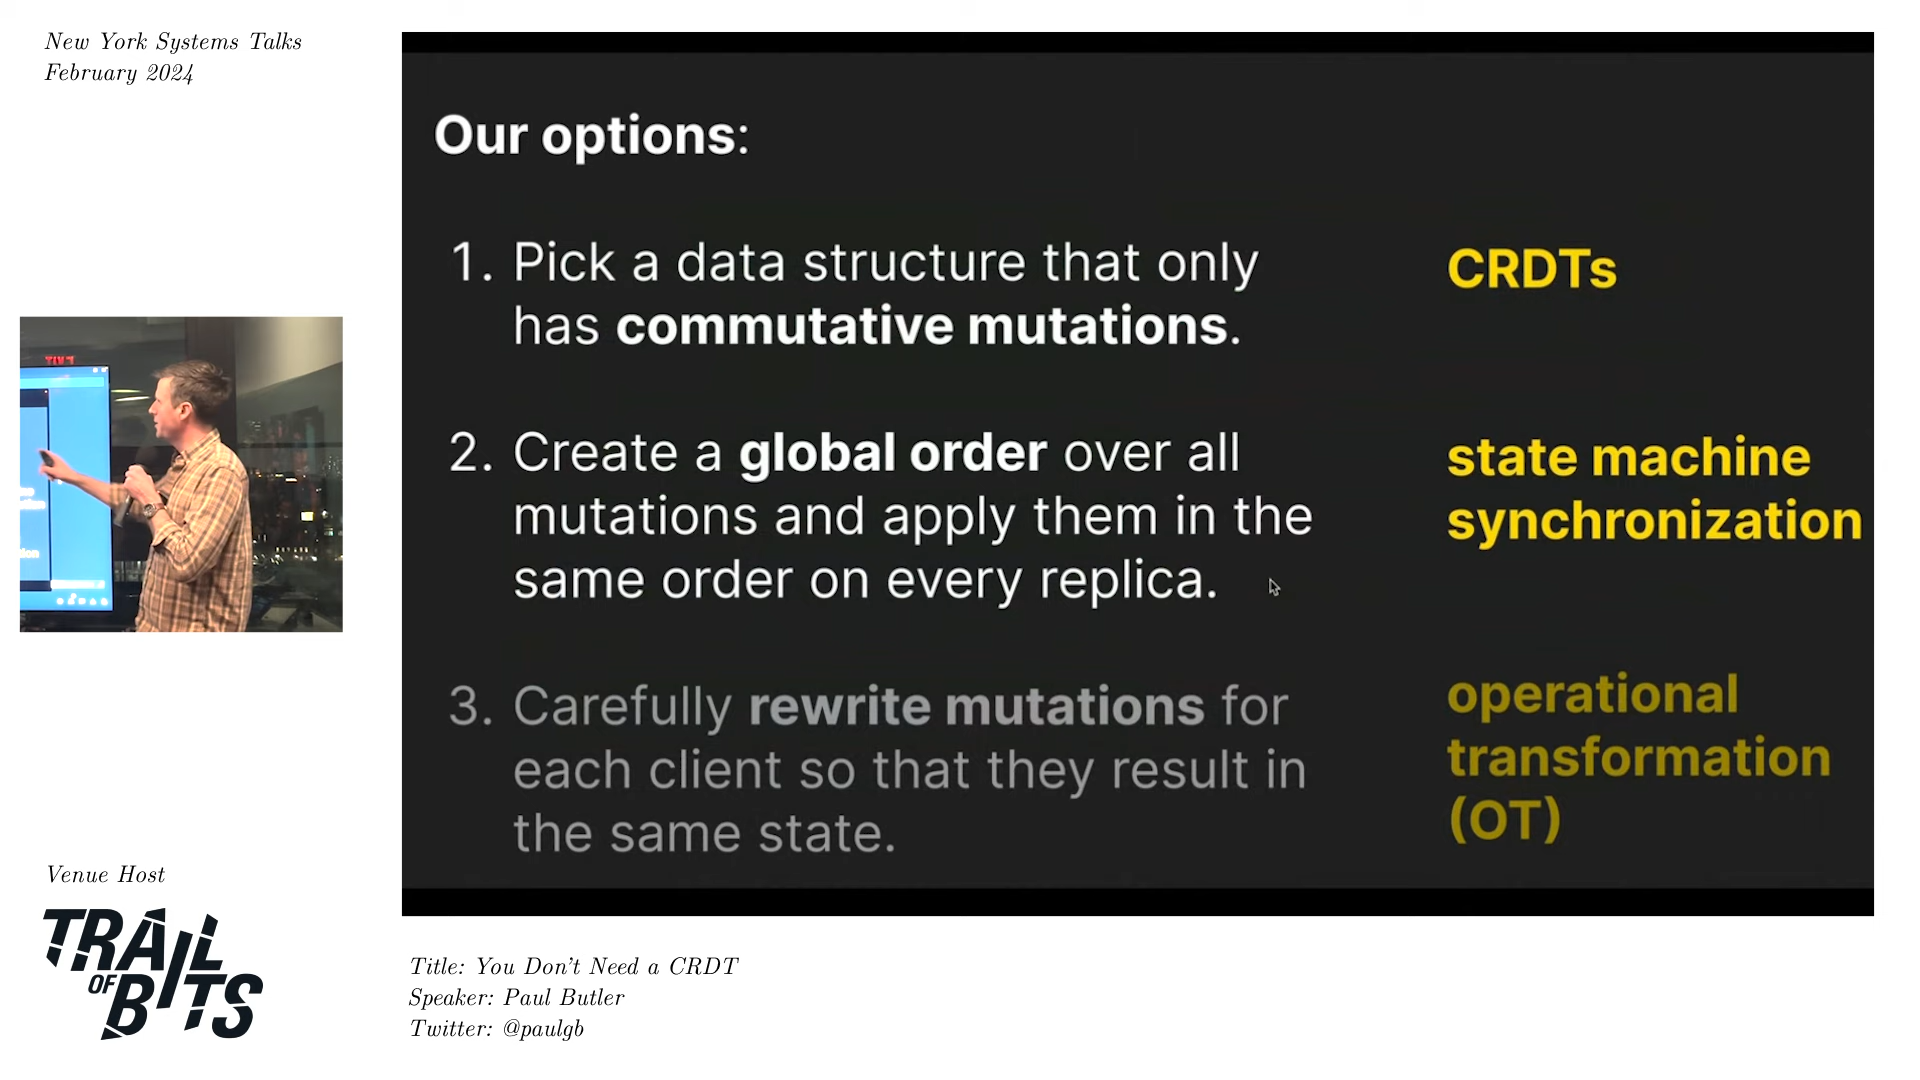 New York Systems Talks
February 2024
Our options:
1. Pick a data structure that only
has commutative mutations.
CRDTs
2. Create a global order over all
mutations and apply them in the
same order on every replica.
state machine
synchronization
3. Carefully rewrite mutations for
each client so that they result in
the same state.
operational
transformation
(OT)
Venue Host
TRAIL
OF
BITS
Title: You Don't Need a CRDT
Speaker: Paul Butler
Twitter: @paulgb